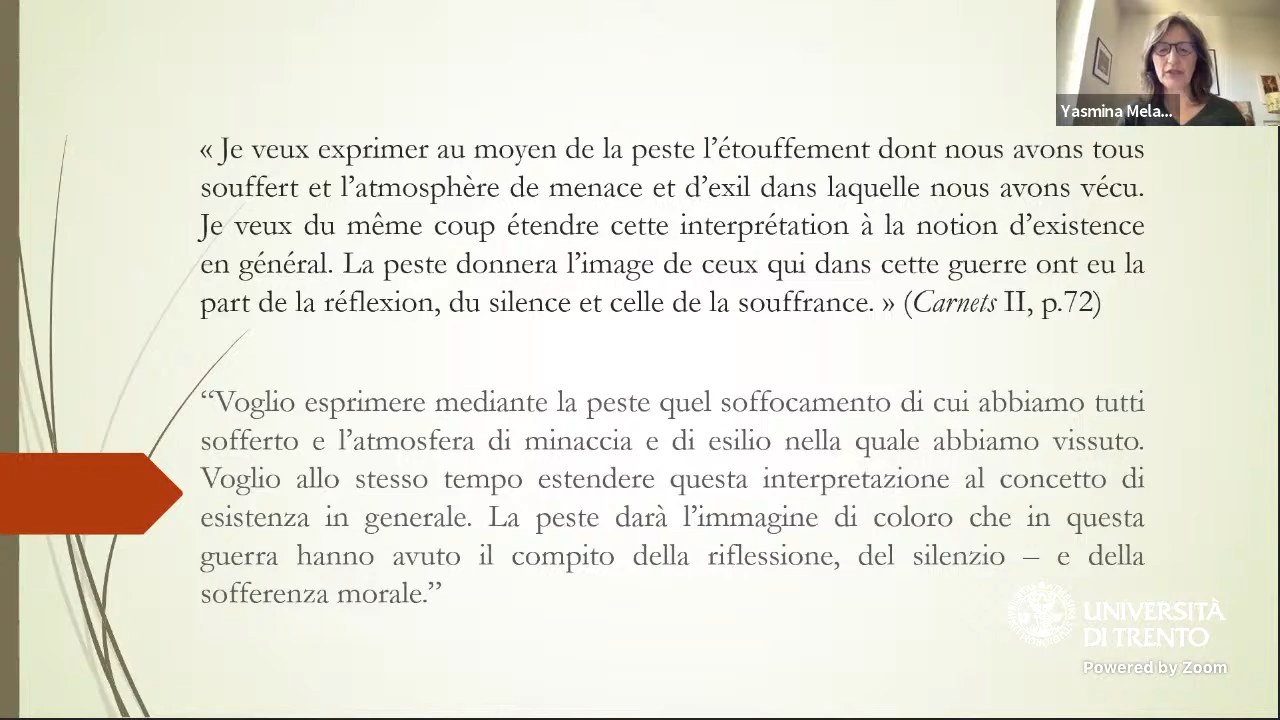 Yasmina Mela...
« Je veux exprimer au moyen de la peste l’étouffement dont nous avons tous
souffert et l’atmosphère de menace et d’exil dans laquelle nous avons vécu.
Je veux du même coup étendre cette interprétation à la notion d’existence
en général. La peste donnera l’image de ceux qui dans cette guerre ont eu la
part de la réflexion, du silence et celle de la souffrance. » (Carnets II, p.72)
“Voglio esprimere mediante la peste quel soffocamento di cui abbiamo tutti
sofferto e l’atmosfera di minaccia e di esilio nella quale abbiamo vissuto.
Voglio allo stesso tempo estendere questa interpretazione al concetto di
esistenza in generale. La peste darà l’immagine di coloro che in questa
guerra hanno avuto il compito della riflessione, del silenzio – e della
sofferenza morale.”
UNIVERSITÀ
DI TRENTO
Powered by Zoom